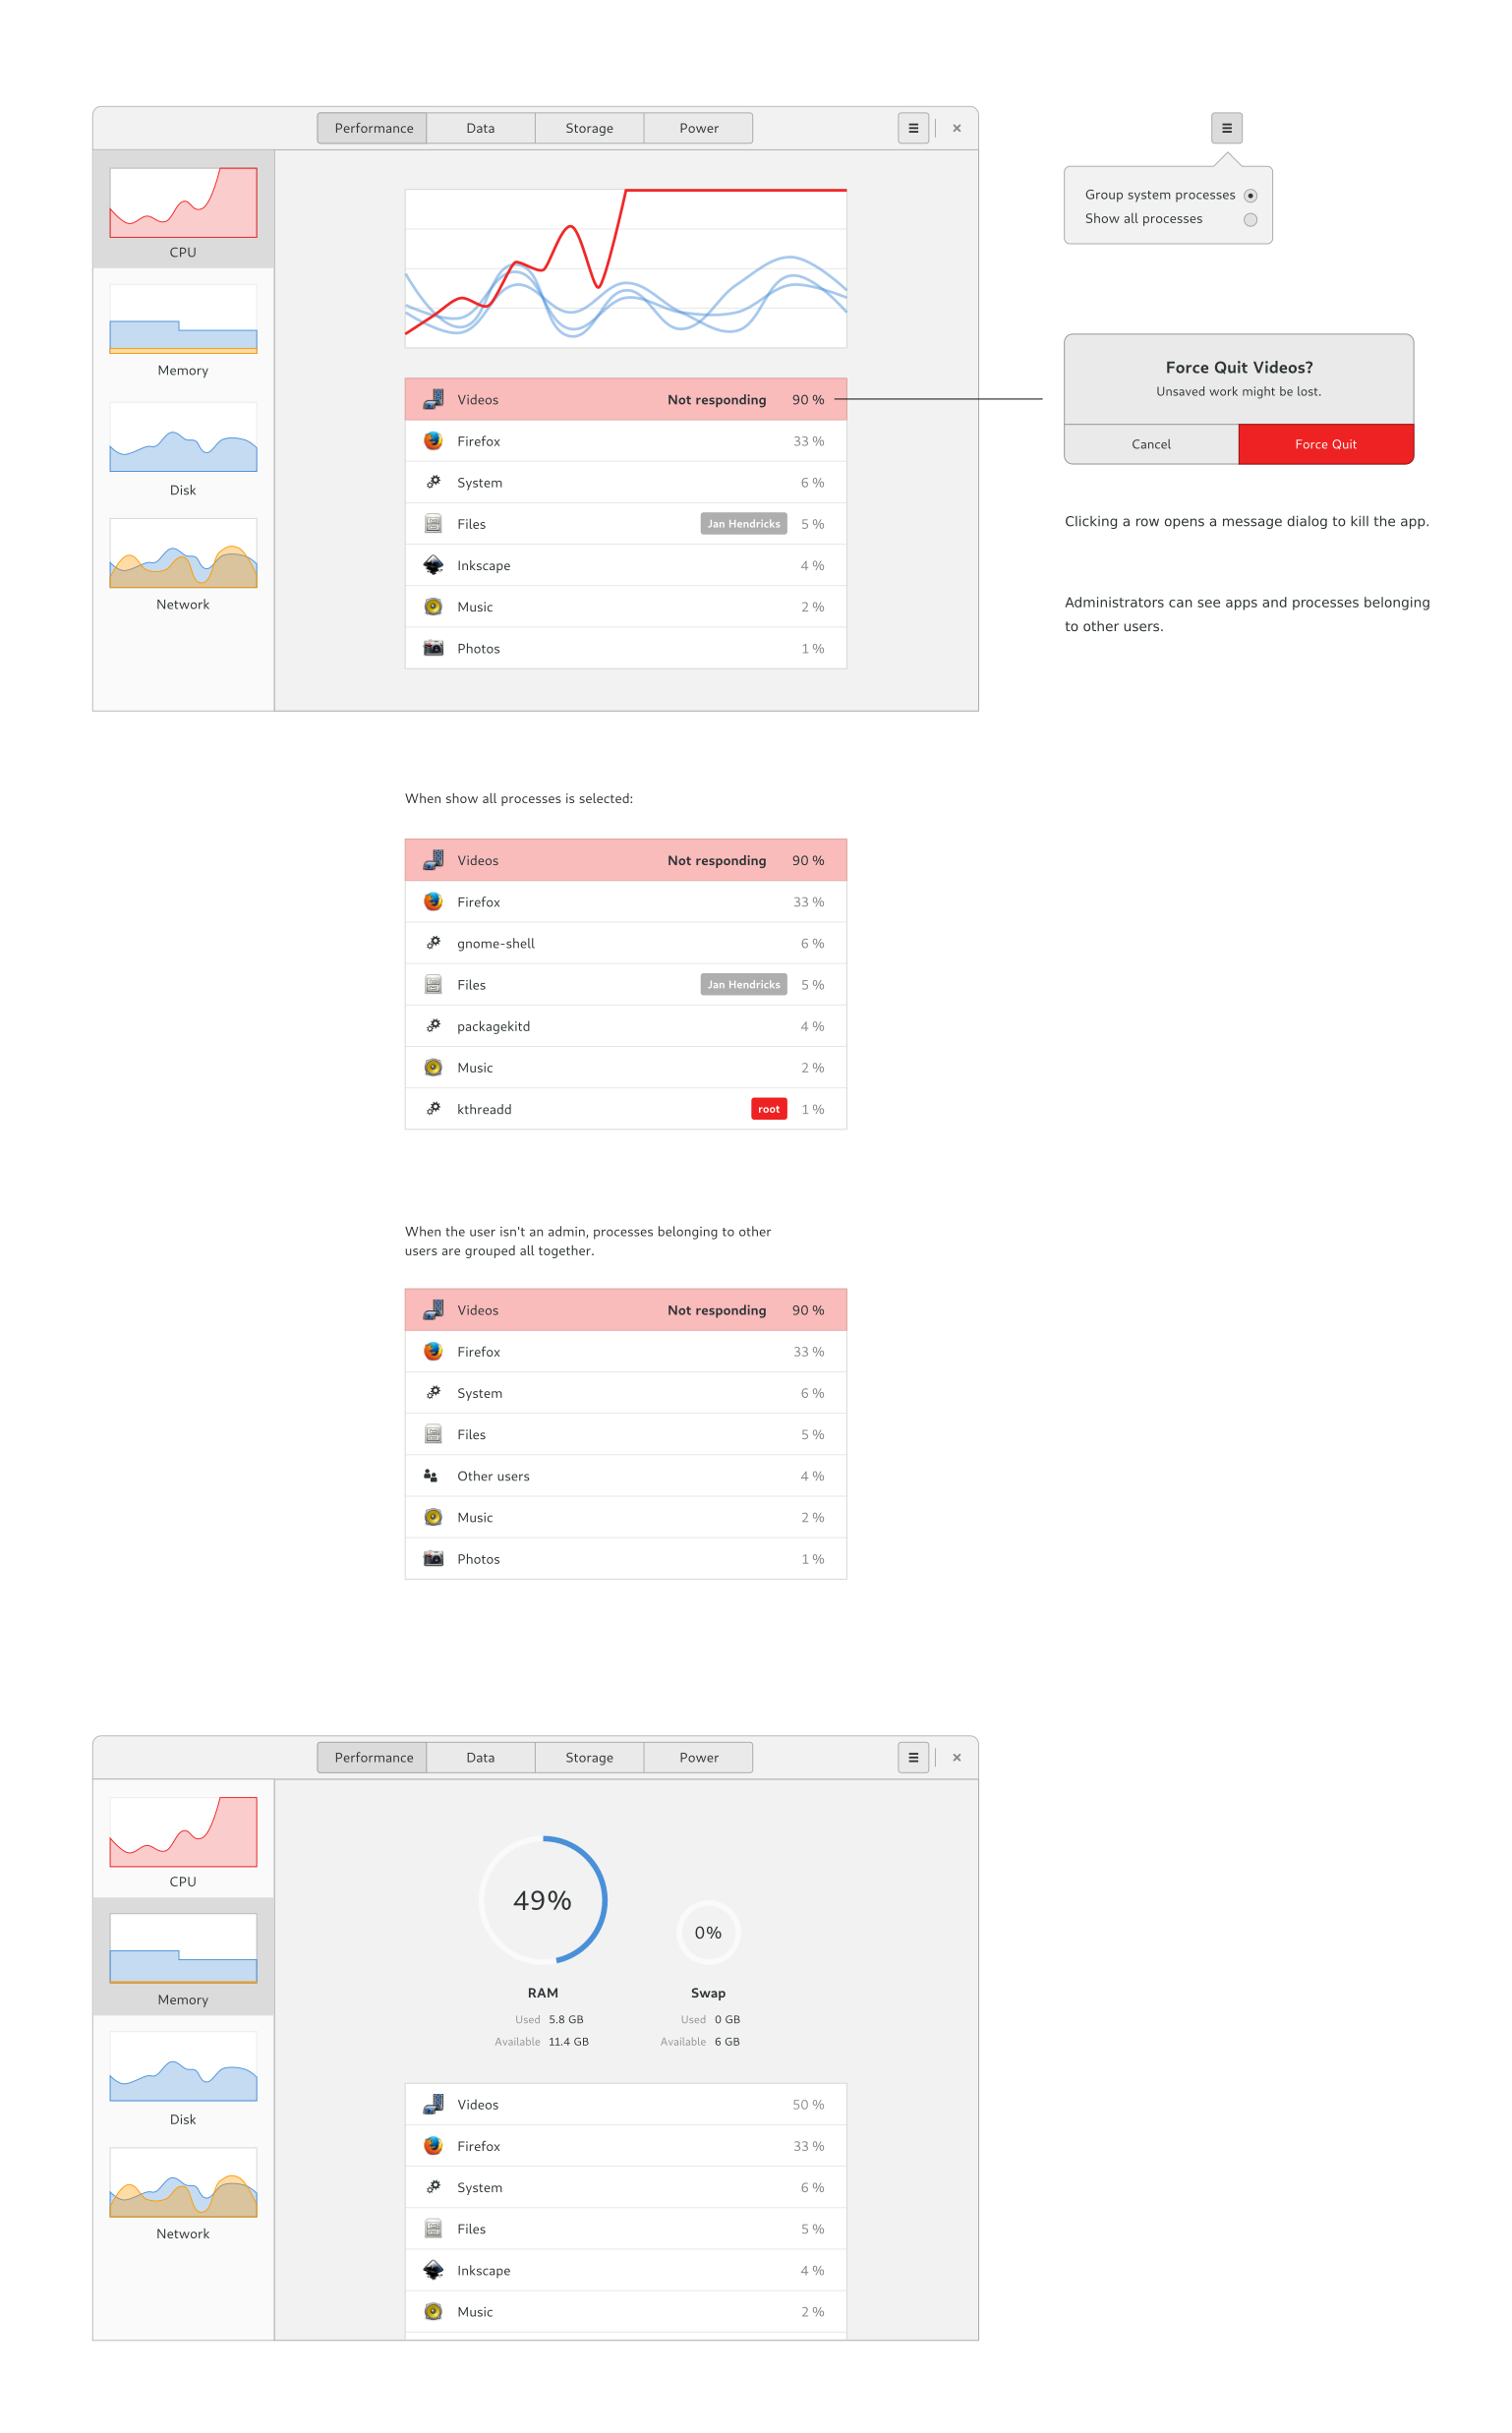 Performance Data Storage Power
CPU
Memory
Disk
Network
Videos Not responding 90 %
Firefox 33 %
System 6 %
Files Jan Hendricks 5 %
Inkscape 4 %
Music 2 %
Photos 1 %
Group system processes
Show all processes
Force Quit Videos?
Unsaved work might be lost.
Cancel Force Quit
Clicking a row opens a message dialog to kill the app.
Administrators can see apps and processes belonging
to other users.
When show all processes is selected:
Videos Not responding 90 %
Firefox 33 %
gnome-shell 6 %
Files Jan Hendricks 5 %
packagekitd 4 %
Music 2 %
kthreadd root 1 %
When the user isn't an admin, processes belonging to other
users are grouped all together.
Videos Not responding 90 %
Firefox 33 %
System 6 %
Files 5 %
Other users 4 %
Music 2 %
Photos 1 %
Performance Data Storage Power
CPU
Memory
Disk
Network
49% 0%
RAM Swap
Used 5.8 GB Used 0 GB
Available 11.4 GB Available 6 GB
Videos 50 %
Firefox 33 %
System 6 %
Files 5 %
Inkscape 4 %
Music 2 %